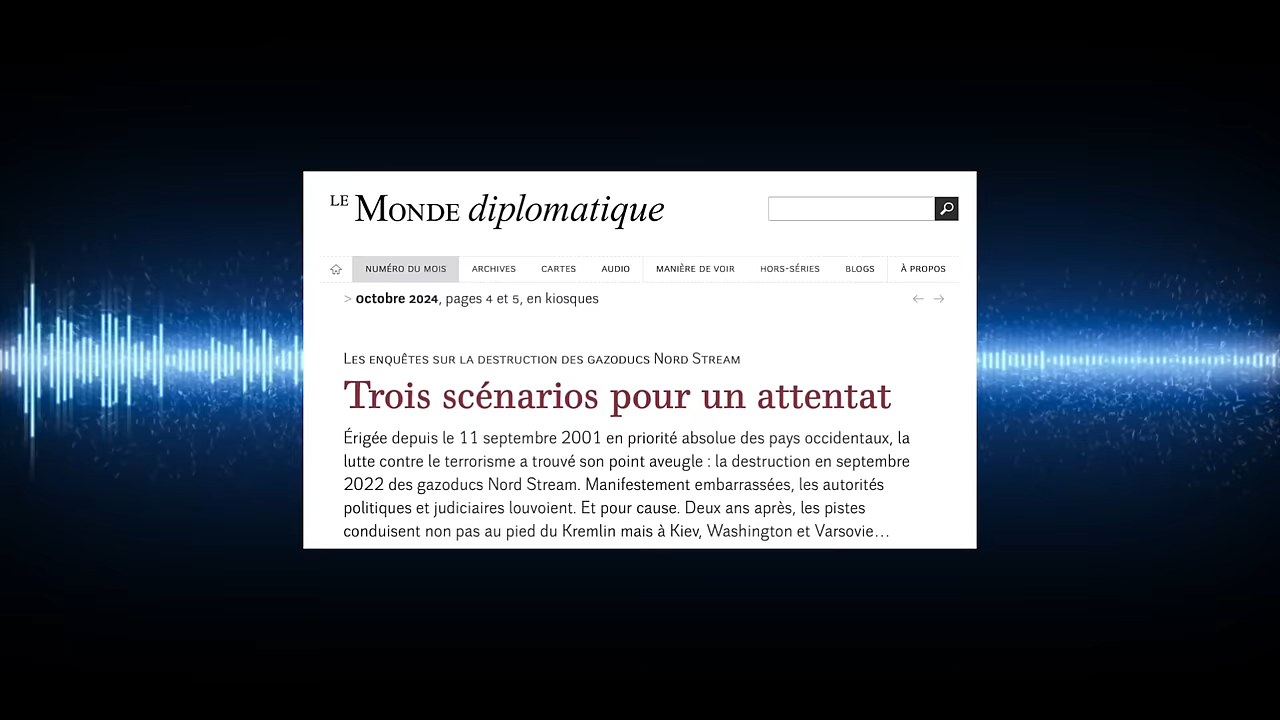 LE MONDE diplomatique
NUMÉRO DU MOIS ARCHIVES CARTES AUDIO MANIÈRE DE VOIR HORS-SÉRIES BLOGS À PROPOS
> octobre 2024, pages 4 et 5, en kiosques
LES ENQUÊTES SUR LA DESTRUCTION DES GAZODUCS NORD STREAM
Trois scénarios pour un attentat
Érigée depuis le 11 septembre 2001 en priorité absolue des pays occidentaux, la
lutte contre le terrorisme a trouvé son point aveugle : la destruction en septembre
2022 des gazoducs Nord Stream. Manifestement embarrassées, les autorités
politiques et judiciaires louvoient. Et pour cause. Deux ans après, les pistes
conduisent non pas au pied du Kremlin mais à Kiev, Washington et Varsovie…